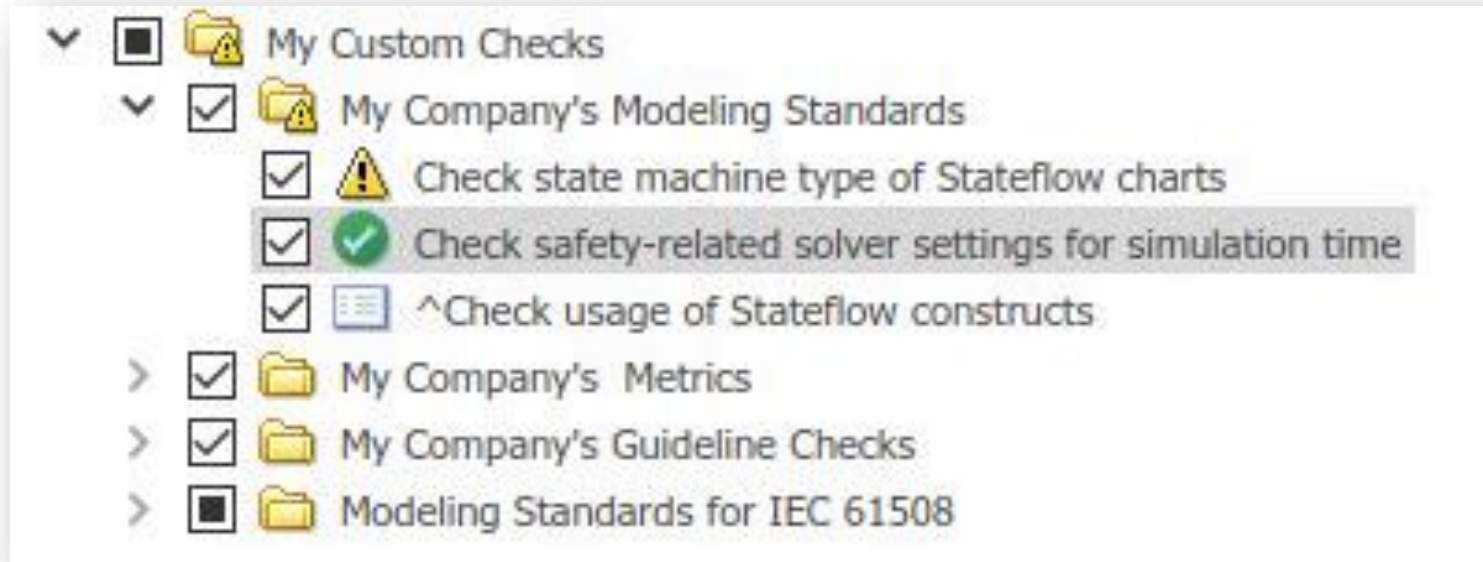 My Custom Checks
My Company's Modeling Standards
Check state machine type of Stateflow charts
Check safety-related solver settings for simulation time
^Check usage of Stateflow constructs
My Company's  Metrics
My Company's Guideline Checks
Modeling Standards for IEC 61508